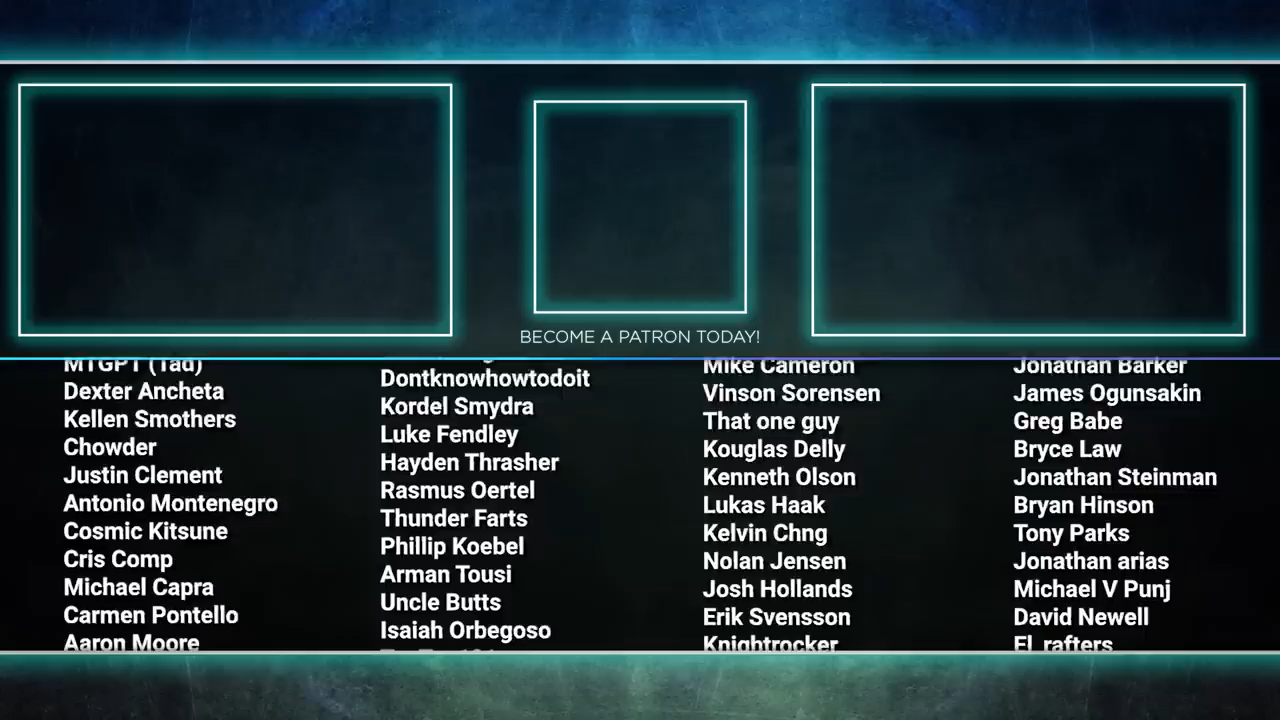 BECOME A PATRON TODAY!
MTGPT (Tad)
Dexter Ancheta
Kellen Smothers
Chowder
Justin Clement
Antonio Montenegro
Cosmic Kitsune
Cris Comp
Michael Capra
Carmen Pontello
Aaron Moore
Dontknowhowtodoit
Kordel Smydra
Luke Fendley
Hayden Thrasher
Rasmus Oertel
Thunder Farts
Phillip Koebel
Arman Tousi
Uncle Butts
Isaiah Orbegoso
Mike Cameron
Vinson Sorensen
That one guy
Kouglas Delly
Kenneth Olson
Lukas Haak
Kelvin Chng
Nolan Jensen
Josh Hollands
Erik Svensson
Knightrocker
Jonathan Barker
James Ogunsakin
Greg Babe
Bryce Law
Jonathan Steinman
Bryan Hinson
Tony Parks
Jonathan arias
Michael V Punj
David Newell
El_rafters